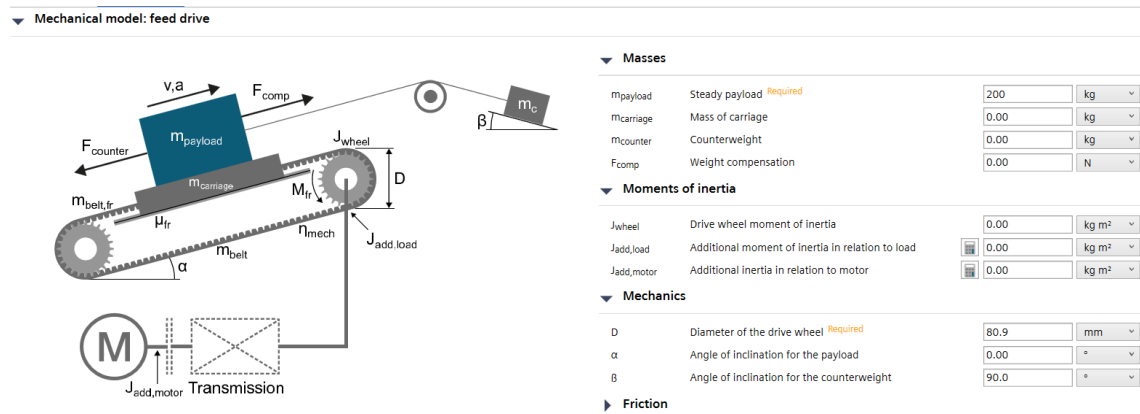 Mechanical model: feed drive
v,a
F_comp
m_c
β
m_payload
J_wheel
F_counter
m_carriage
D
M_fr
m_belt,fr
μ_fr
η_mech
J_add,load
m_belt
α
M
J_add,motor
Transmission
Masses
m_payload Steady payload Required 200 kg
m_carriage Mass of carriage 0.00 kg
m_counter Counterweight 0.00 kg
F_comp Weight compensation 0.00 N
Moments of inertia
J_wheel Drive wheel moment of inertia 0.00 kg m²
J_add,load Additional moment of inertia in relation to load 0.00 kg m²
J_add,motor Additional inertia in relation to motor 0.00 kg m²
Mechanics
D Diameter of the drive wheel Required 80.9 mm
α Angle of inclination for the payload 0.00 °
β Angle of inclination for the counterweight 90.0 °
Friction